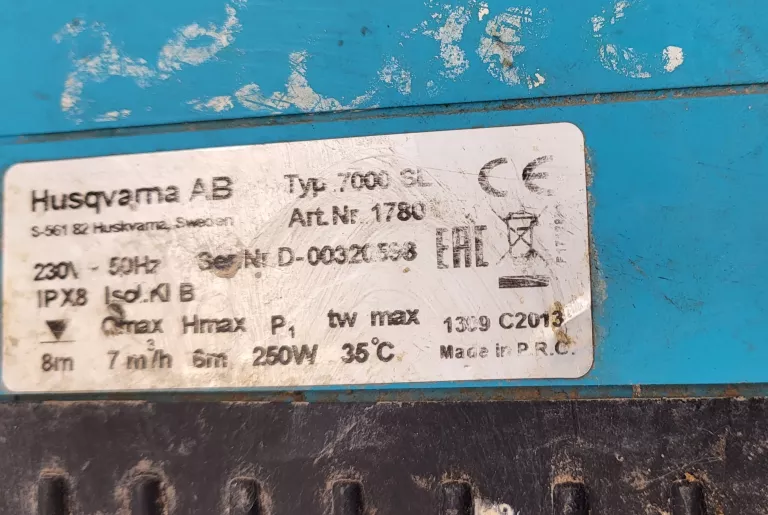 Husqvarna AB
S-561 82 Huskvarna, Sweden
Typ 7000 SL
Art.Nr. 1780
CE
230V ~ 50Hz
Ser.Nr. D-00320598
EAC
IPX8 Isol.Kl B
Qmax Hmax P1 tw max
8m 7 m³/h 6m 250W 35°C
1309 C2013
Made in P.R.C.